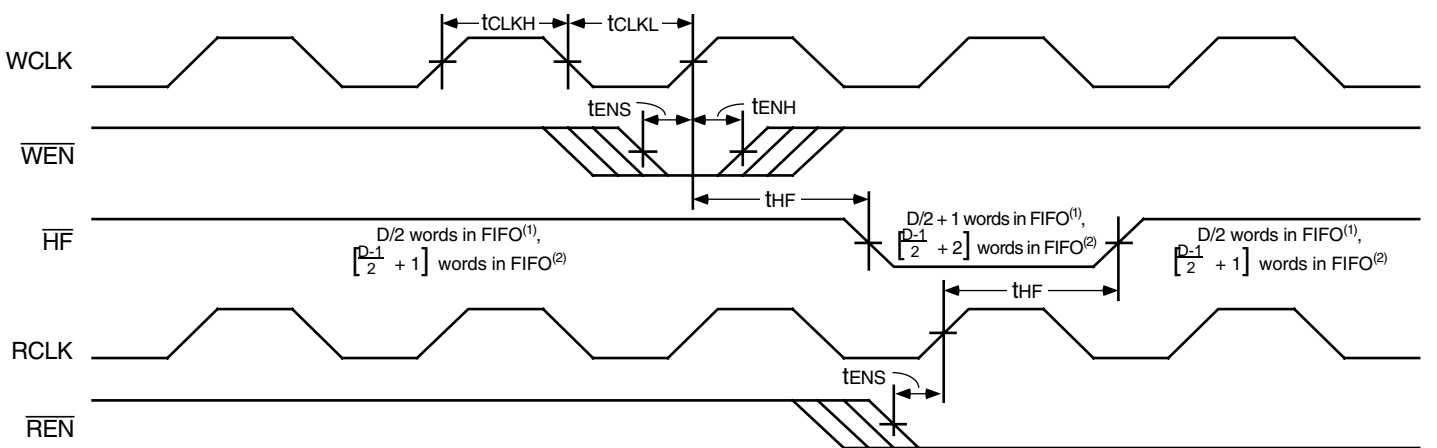 tCLKH
tCLKL
WCLK
tENS
tENH
WEN
tHF
HF
D/2 words in FIFO(1),
[D-1/2 + 1] words in FIFO(2)
D/2 + 1 words in FIFO(1),
[D-1/2 + 2] words in FIFO(2)
D/2 words in FIFO(1),
[D-1/2 + 1] words in FIFO(2)
tHF
RCLK
tENS
REN